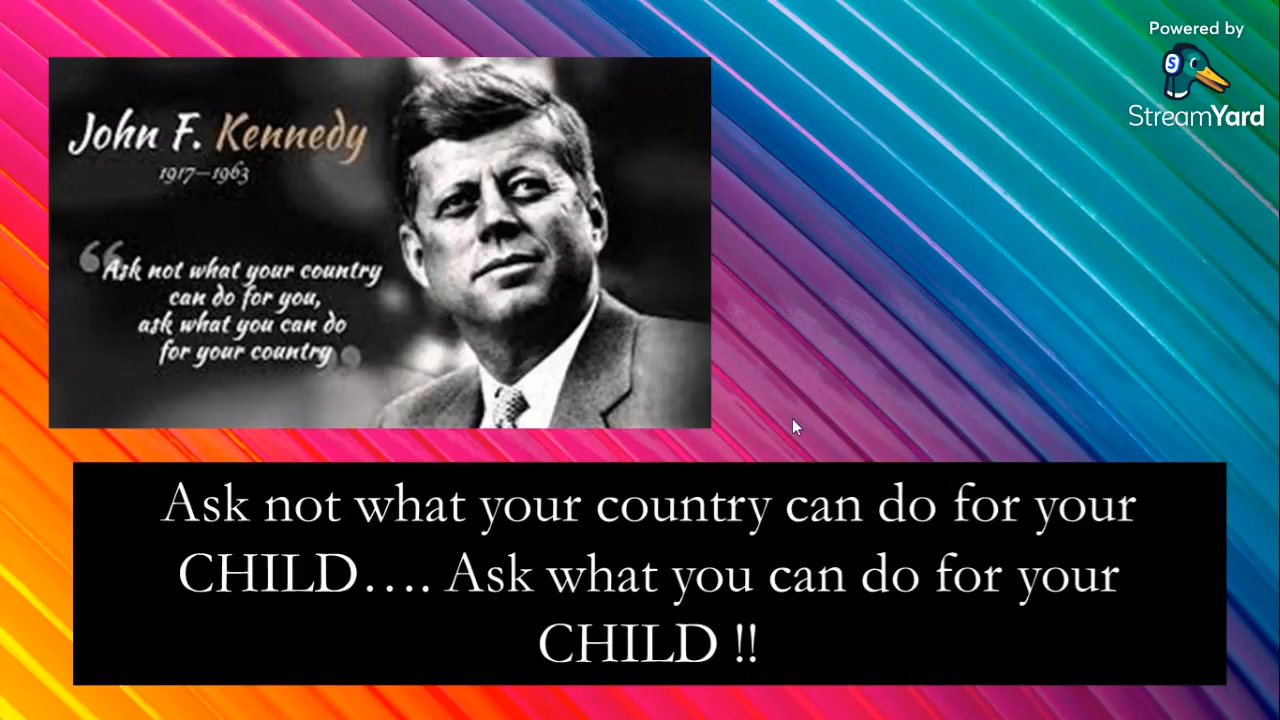 Powered by
StreamYard
John F. Kennedy
1917—1963
“Ask not what your country
can do for you,
ask what you can do
for your country
Ask not what your country can do for your
CHILD…. Ask what you can do for your
CHILD !!